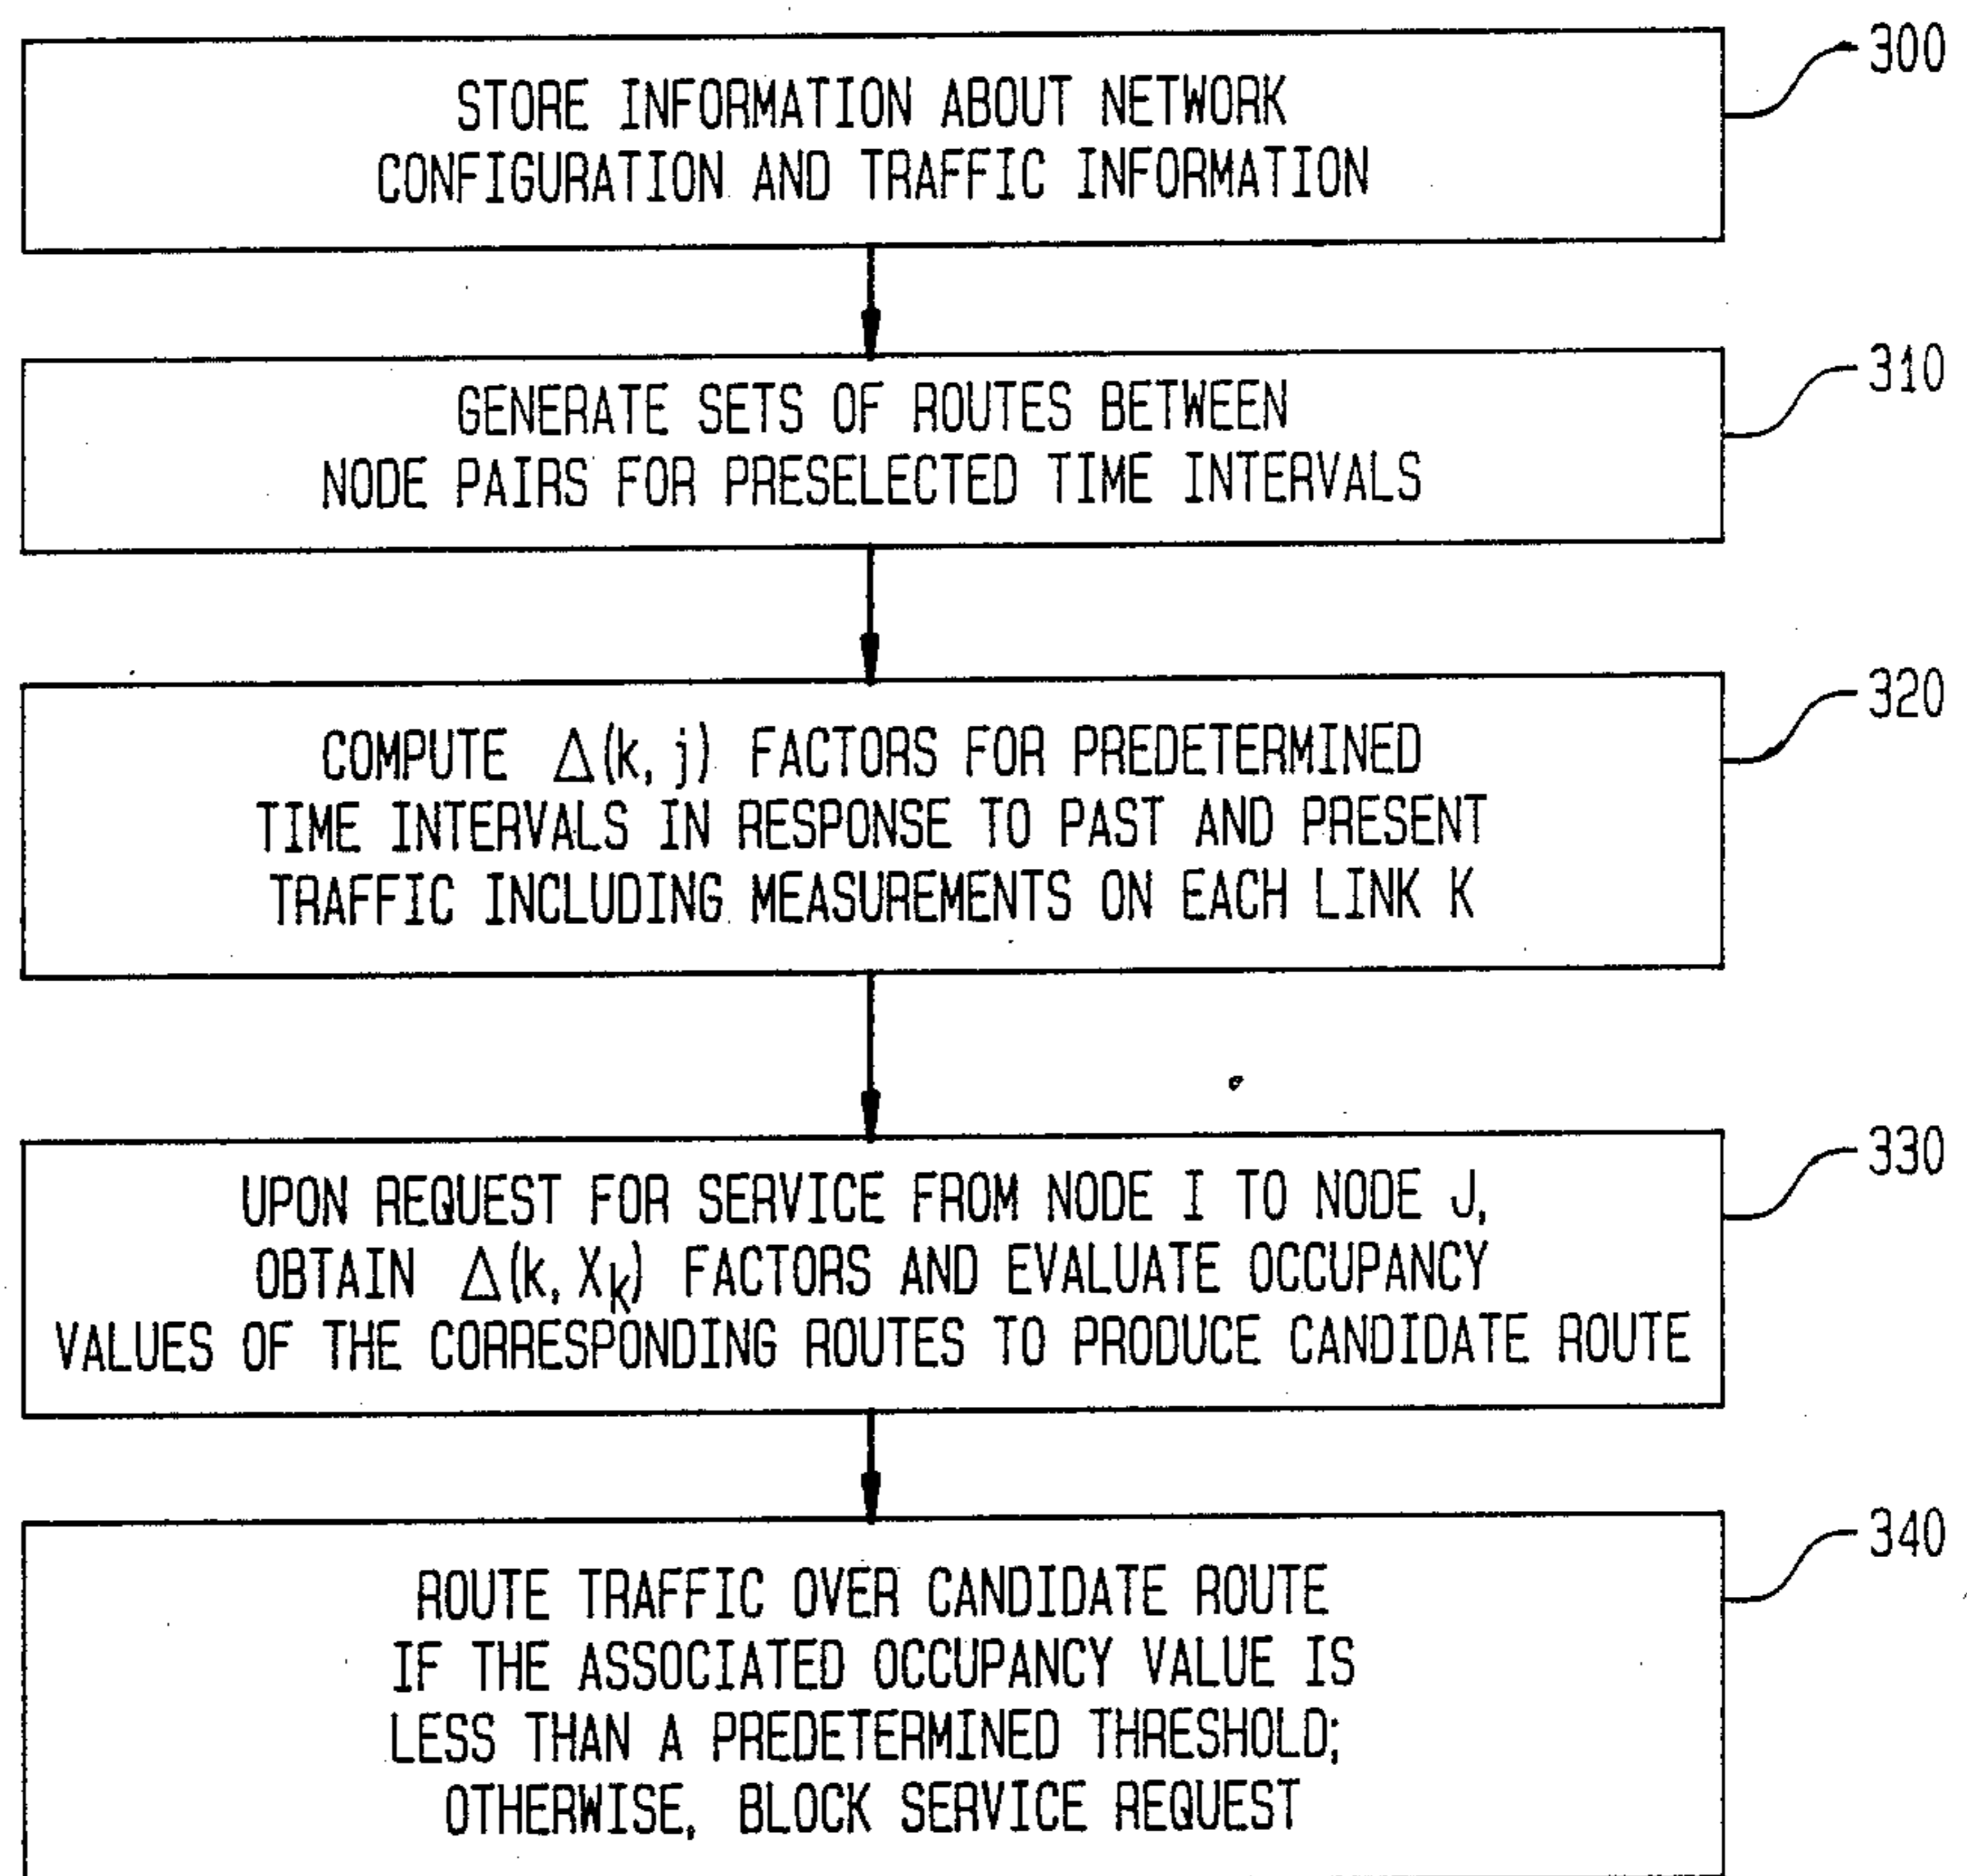 300
STORE INFORMATION ABOUT NETWORK
CONFIGURATION AND TRAFFIC INFORMATION
310
GENERATE SETS OF ROUTES BETWEEN
NODE PAIRS FOR PRESELECTED TIME INTERVALS
320
COMPUTE Δ(k, j) FACTORS FOR PREDETERMINED
TIME INTERVALS IN RESPONSE TO PAST AND PRESENT
TRAFFIC INCLUDING MEASUREMENTS ON EACH LINK K
330
UPON REQUEST FOR SERVICE FROM NODE I TO NODE J,
OBTAIN Δ(k, Xk) FACTORS AND EVALUATE OCCUPANCY
VALUES OF THE CORRESPONDING ROUTES TO PRODUCE CANDIDATE ROUTE
340
ROUTE TRAFFIC OVER CANDIDATE ROUTE
IF THE ASSOCIATED OCCUPANCY VALUE IS
LESS THAN A PREDETERMINED THRESHOLD;
OTHERWISE, BLOCK SERVICE REQUEST